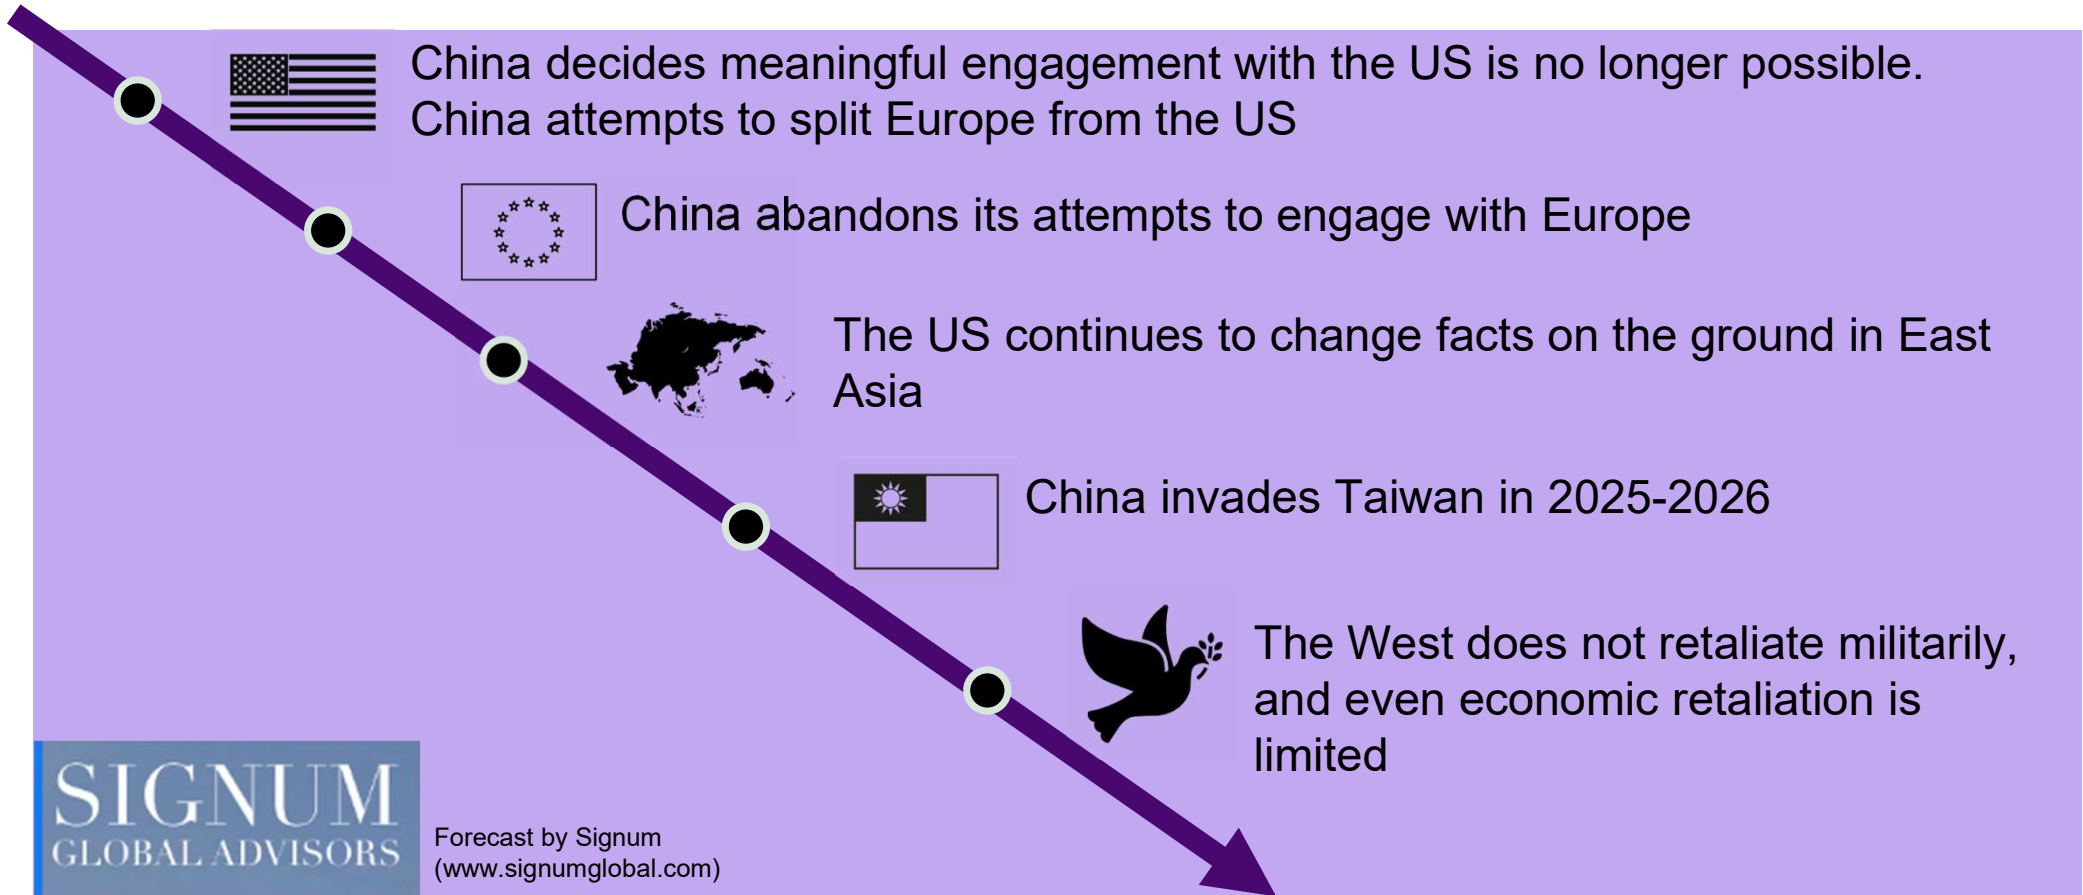 China decides meaningful engagement with the US is no longer possible.
China attempts to split Europe from the US
China abandons its attempts to engage with Europe
The US continues to change facts on the ground in East
Asia
China invades Taiwan in 2025-2026
The West does not retaliate militarily,
and even economic retaliation is
limited
SIGNUM
GLOBAL ADVISORS
Forecast by Signum
(www.signumglobal.com)